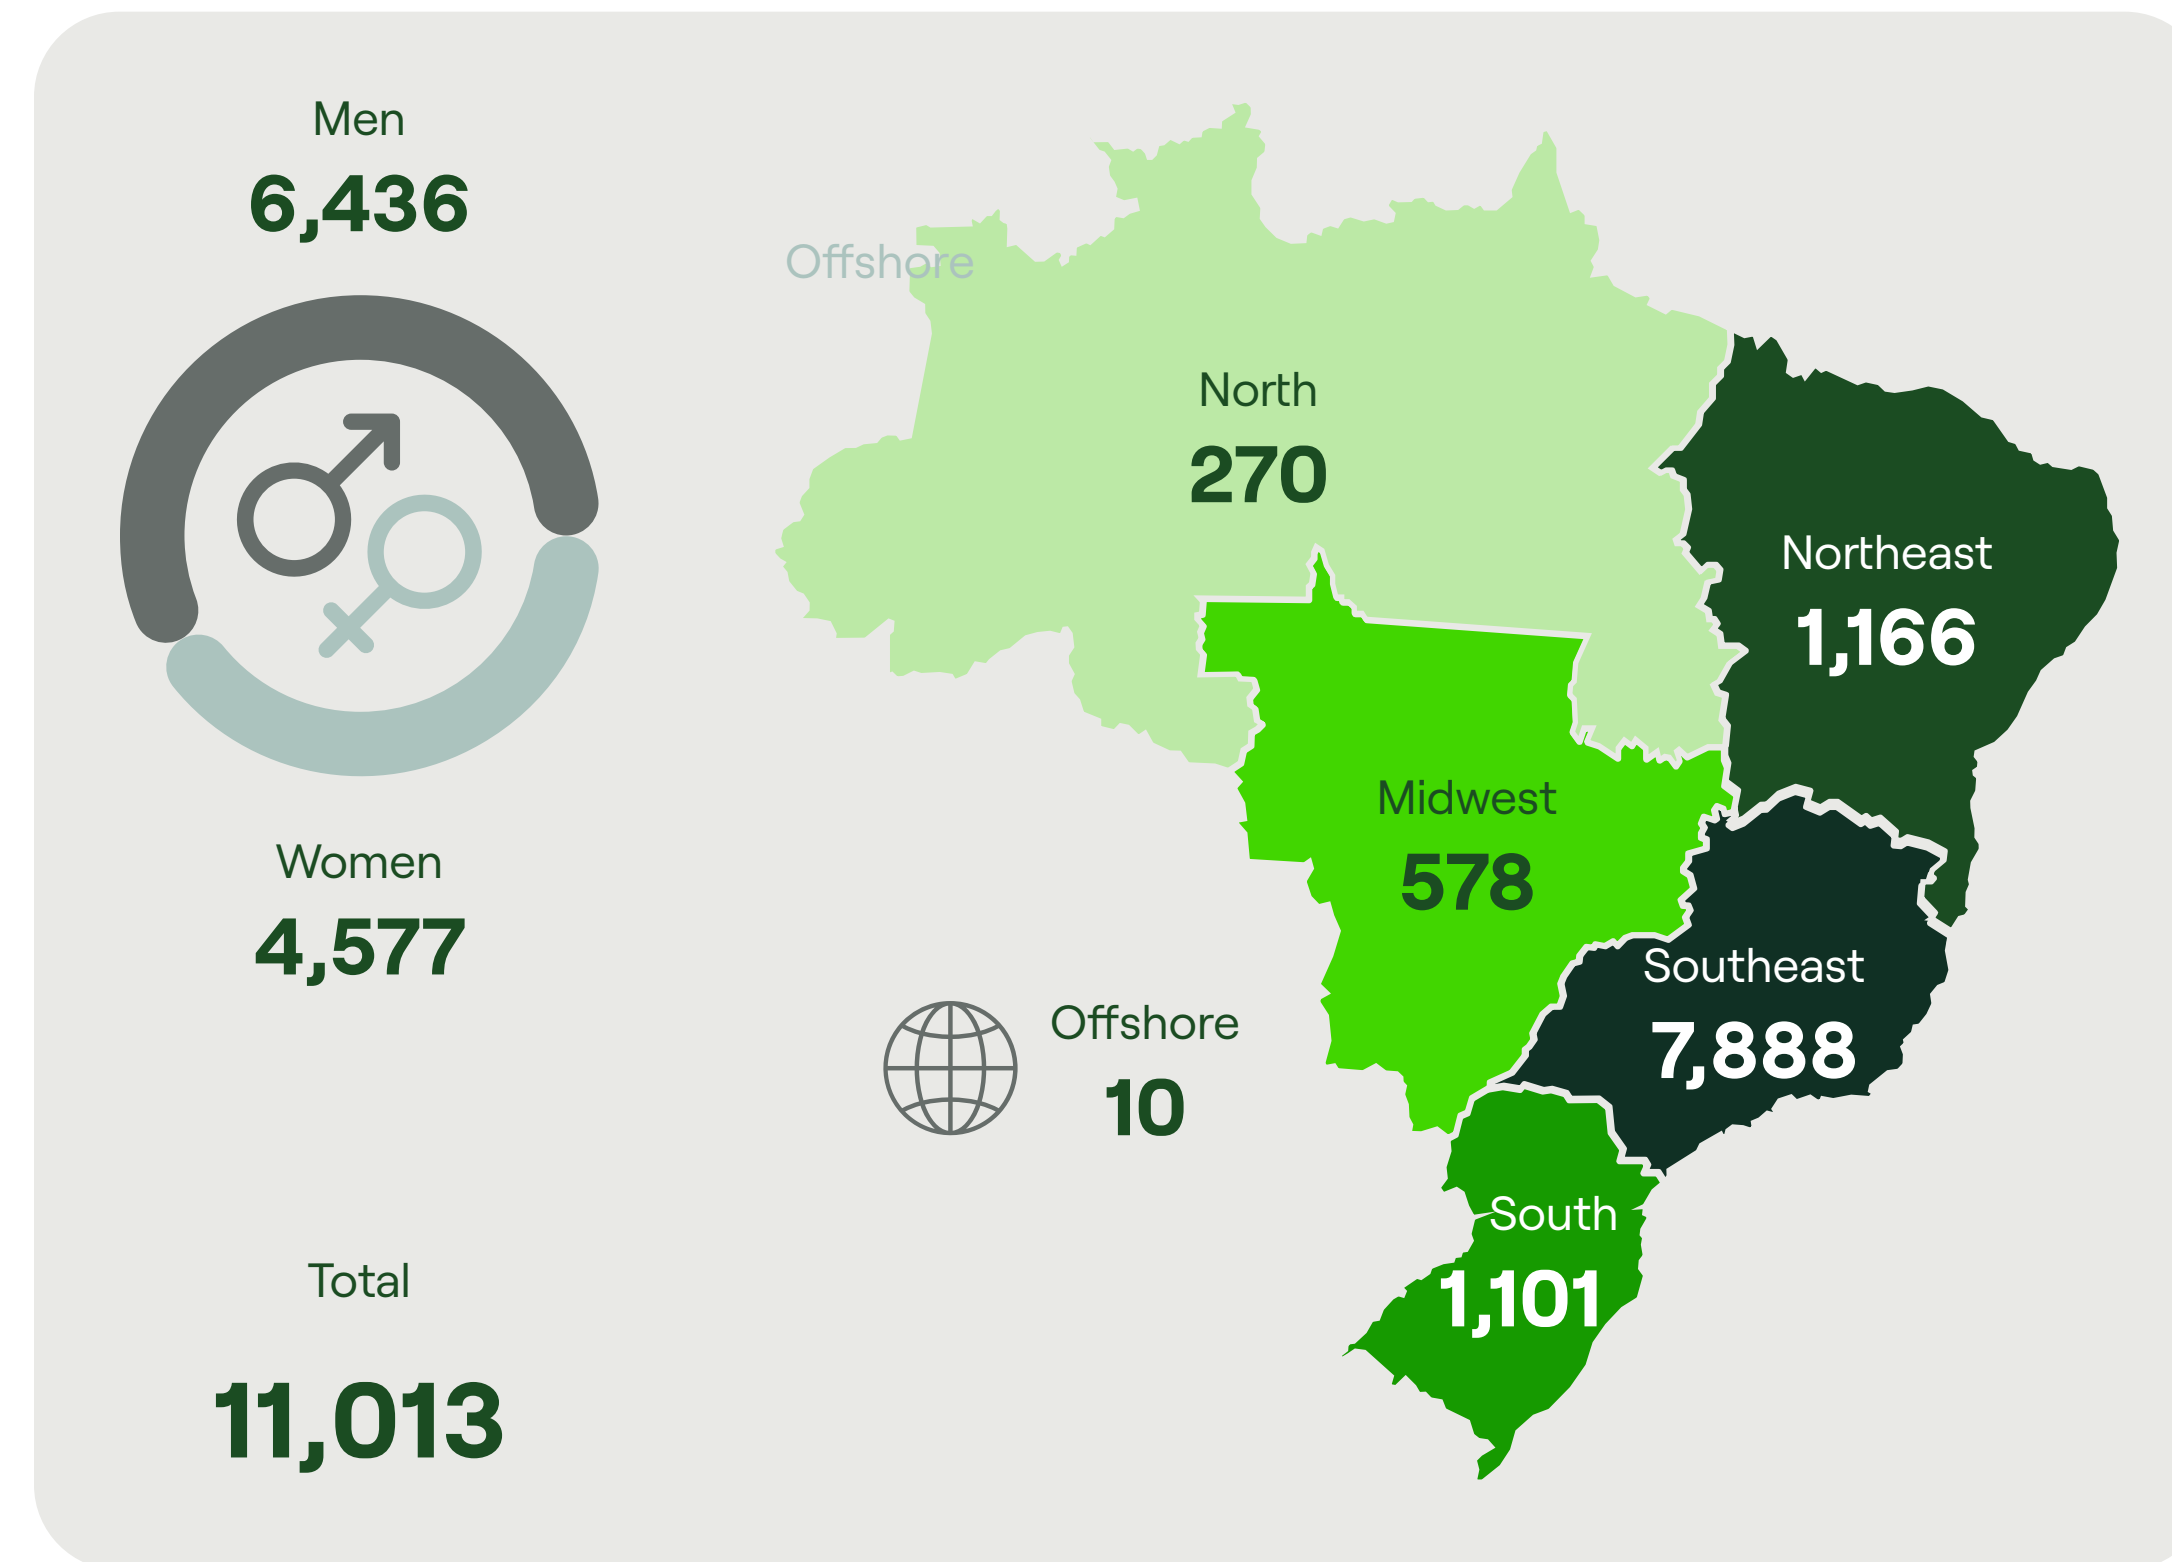 Men
6,436
Women
4,577
Total
11,013
Offshore
North
270
Northeast
1,166
Midwest
578
Southeast
7,888
Offshore
10
South
1,101